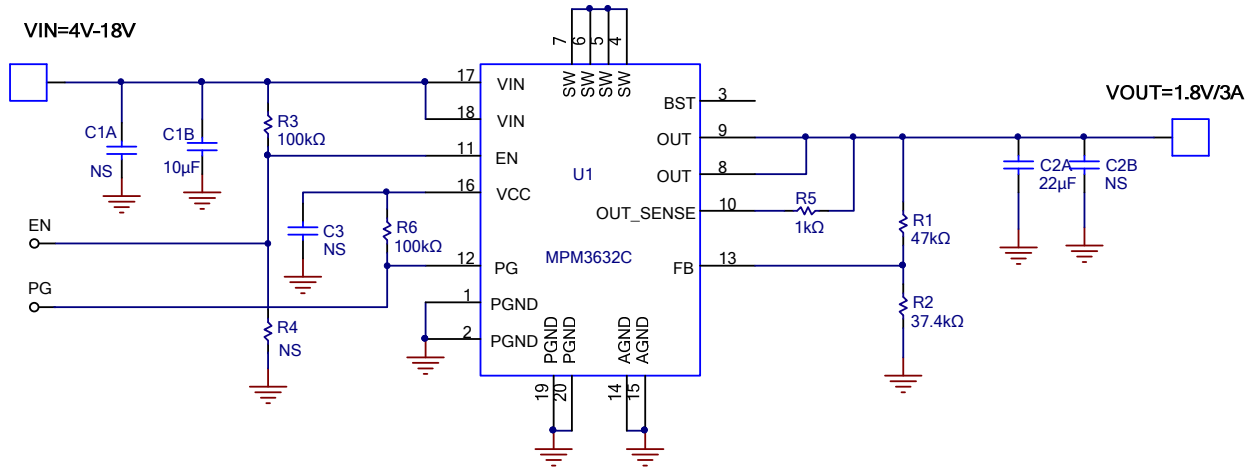 VIN=4V-18V
VOUT=1.8V/3A
7
6
5
4
SW
SW
SW
SW
17
VIN
18
VIN
11
EN
16
VCC
12
PG
1
PGND
2
PGND
BST
3
OUT
9
OUT
8
OUT_SENSE
10
FB
13
U1
MPM3632C
PGND
PGND
AGND
AGND
19
20
14
15
C1A
NS
C1B
10µF
R3
100kΩ
C3
NS
R6
100kΩ
EN
PG
R4
NS
R5
1kΩ
R1
47kΩ
R2
37.4kΩ
C2A
22µF
C2B
NS